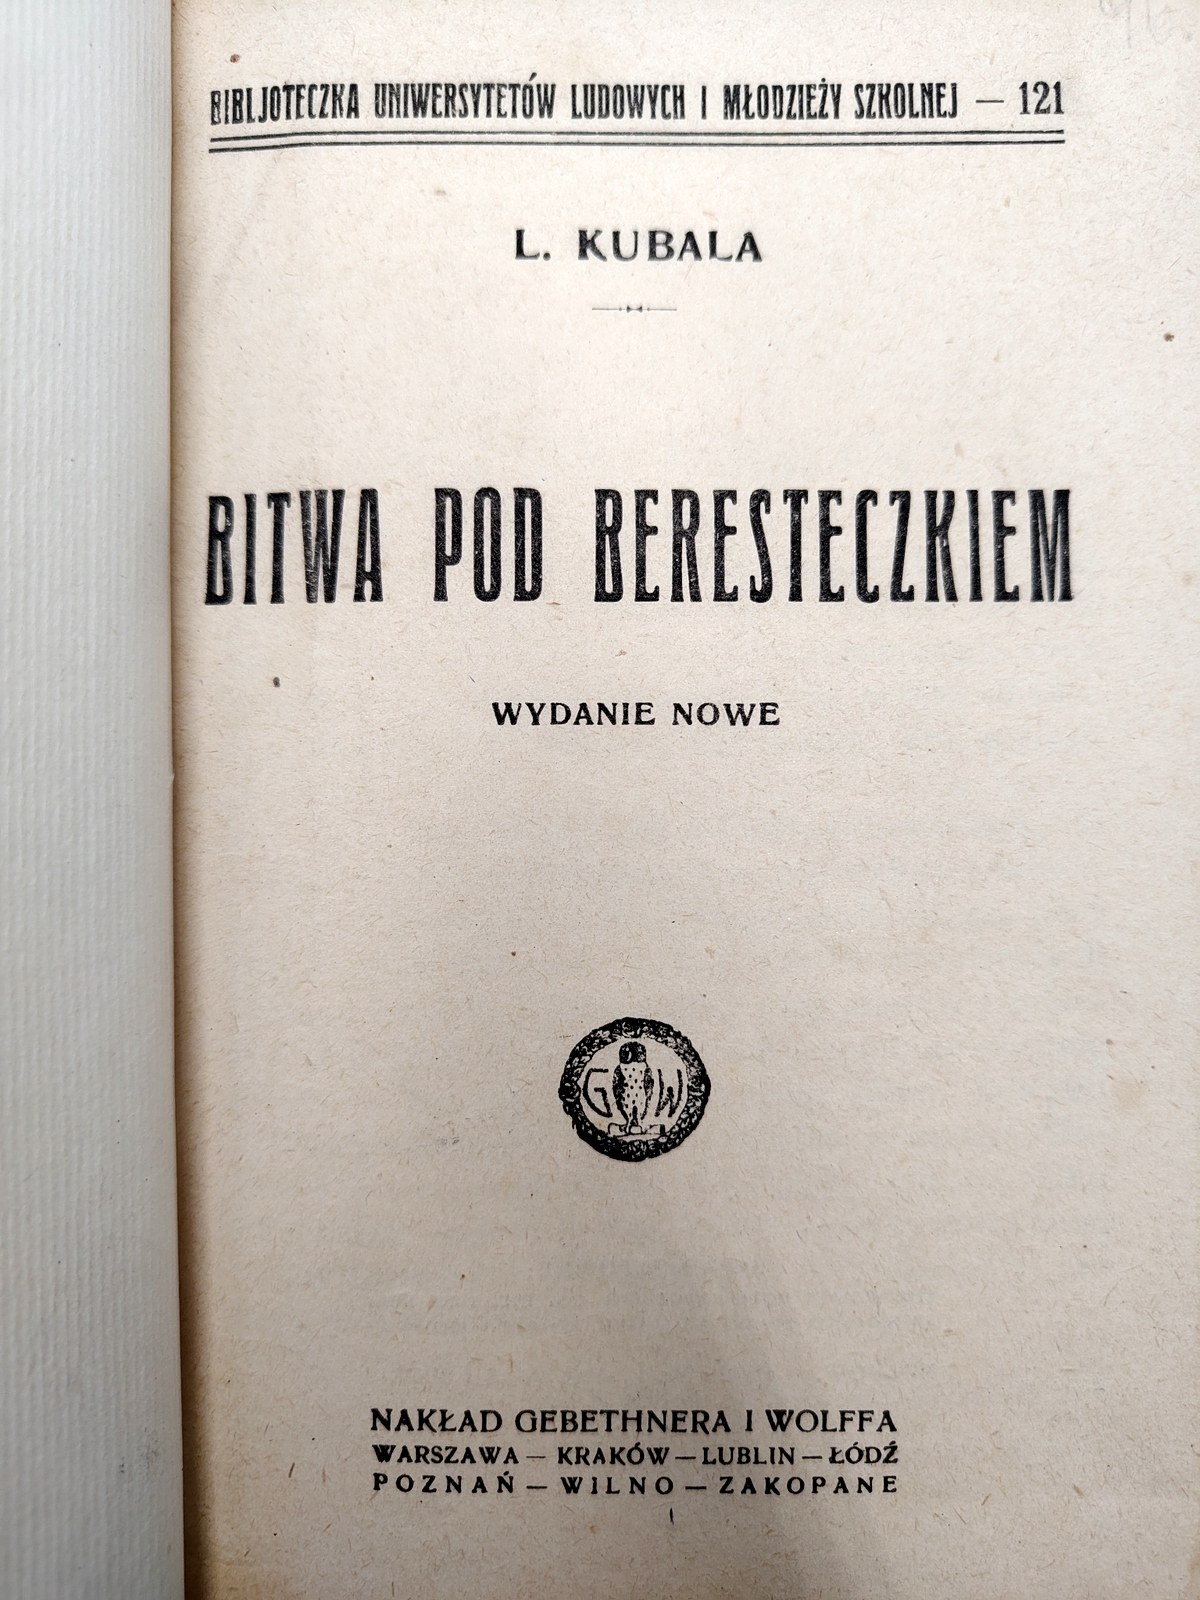 BIBLJOTECZKA UNIWERSYTETÓW LUDOWYCH I MŁODZIEŻY SZKOLNEJ — 121
L. KUBALA
BITWA POD BERESTECZKIEM
WYDANIE NOWE
G W
NAKŁAD GEBETHNERA I WOLFFA
WARSZAWA — KRAKÓW — LUBLIN — ŁÓDŹ
POZNAŃ — WILNO — ZAKOPANE